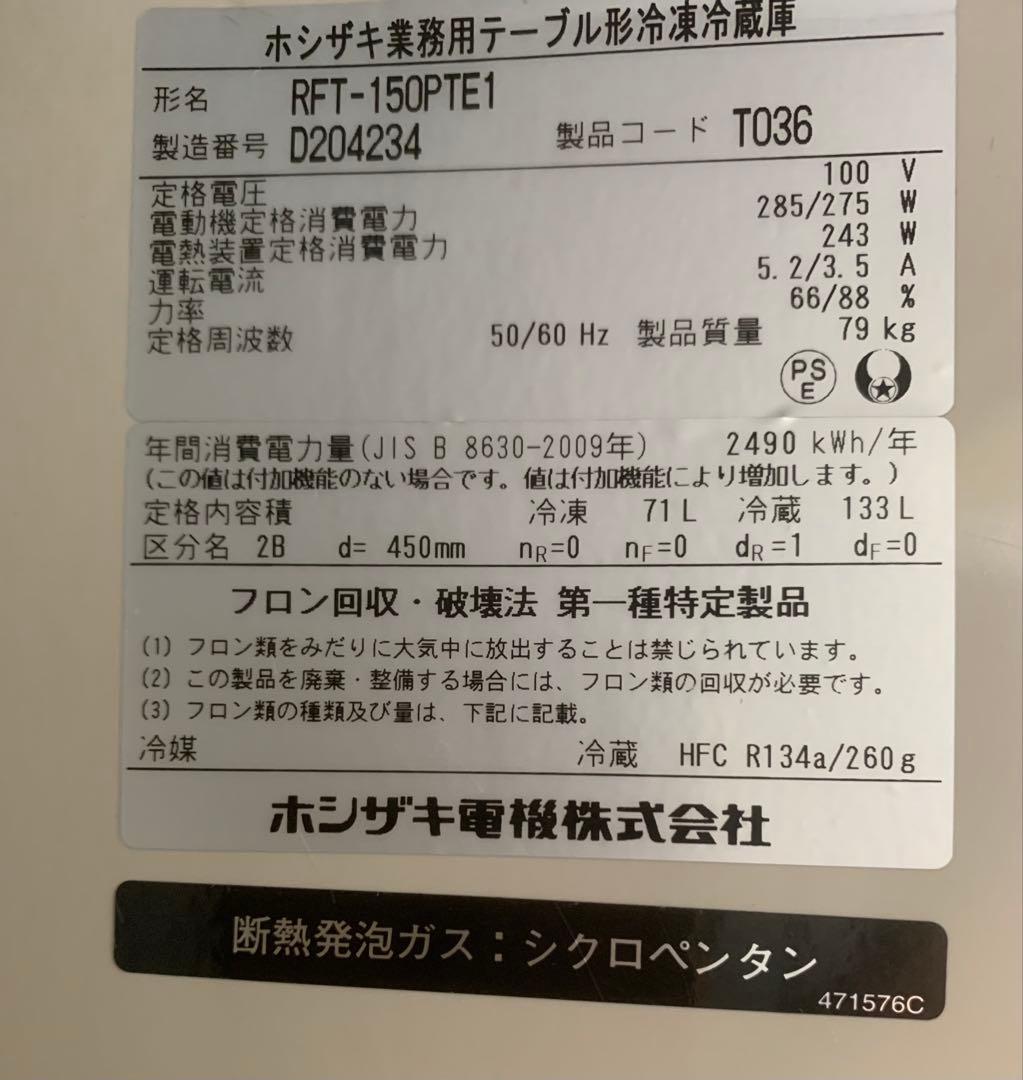 ホシザキ業務用テーブル形冷凍冷蔵庫
形名 RFT-150PTE1
製造番号 D204234 製品コード T036
定格電圧 100 V
電動機定格消費電力 285/275 W
電熱装置定格消費電力 243 W
運転電流 5.2/3.5 A
力率 66/88 %
定格周波数 50/60 Hz 製品質量 79 kg
PS
E
年間消費電力量(JIS B 8630-2009年) 2490 kWh/年
(この値は付加機能のない場合です。値は付加機能により増加します。)
定格内容積 冷凍 71 L 冷蔵 133 L
区分名 2B d= 450mm nR=0 nF=0 dR=1 dF=0
フロン回収・破壊法 第一種特定製品
(1) フロン類をみだりに大気中に放出することは禁じられています。
(2) この製品を廃棄・整備する場合には、フロン類の回収が必要です。
(3) フロン類の種類及び量は、下記に記載。
冷媒 冷蔵 HFC R134a/260g
ホシザキ電機株式会社
断熱発泡ガス：シクロペンタン
471576C